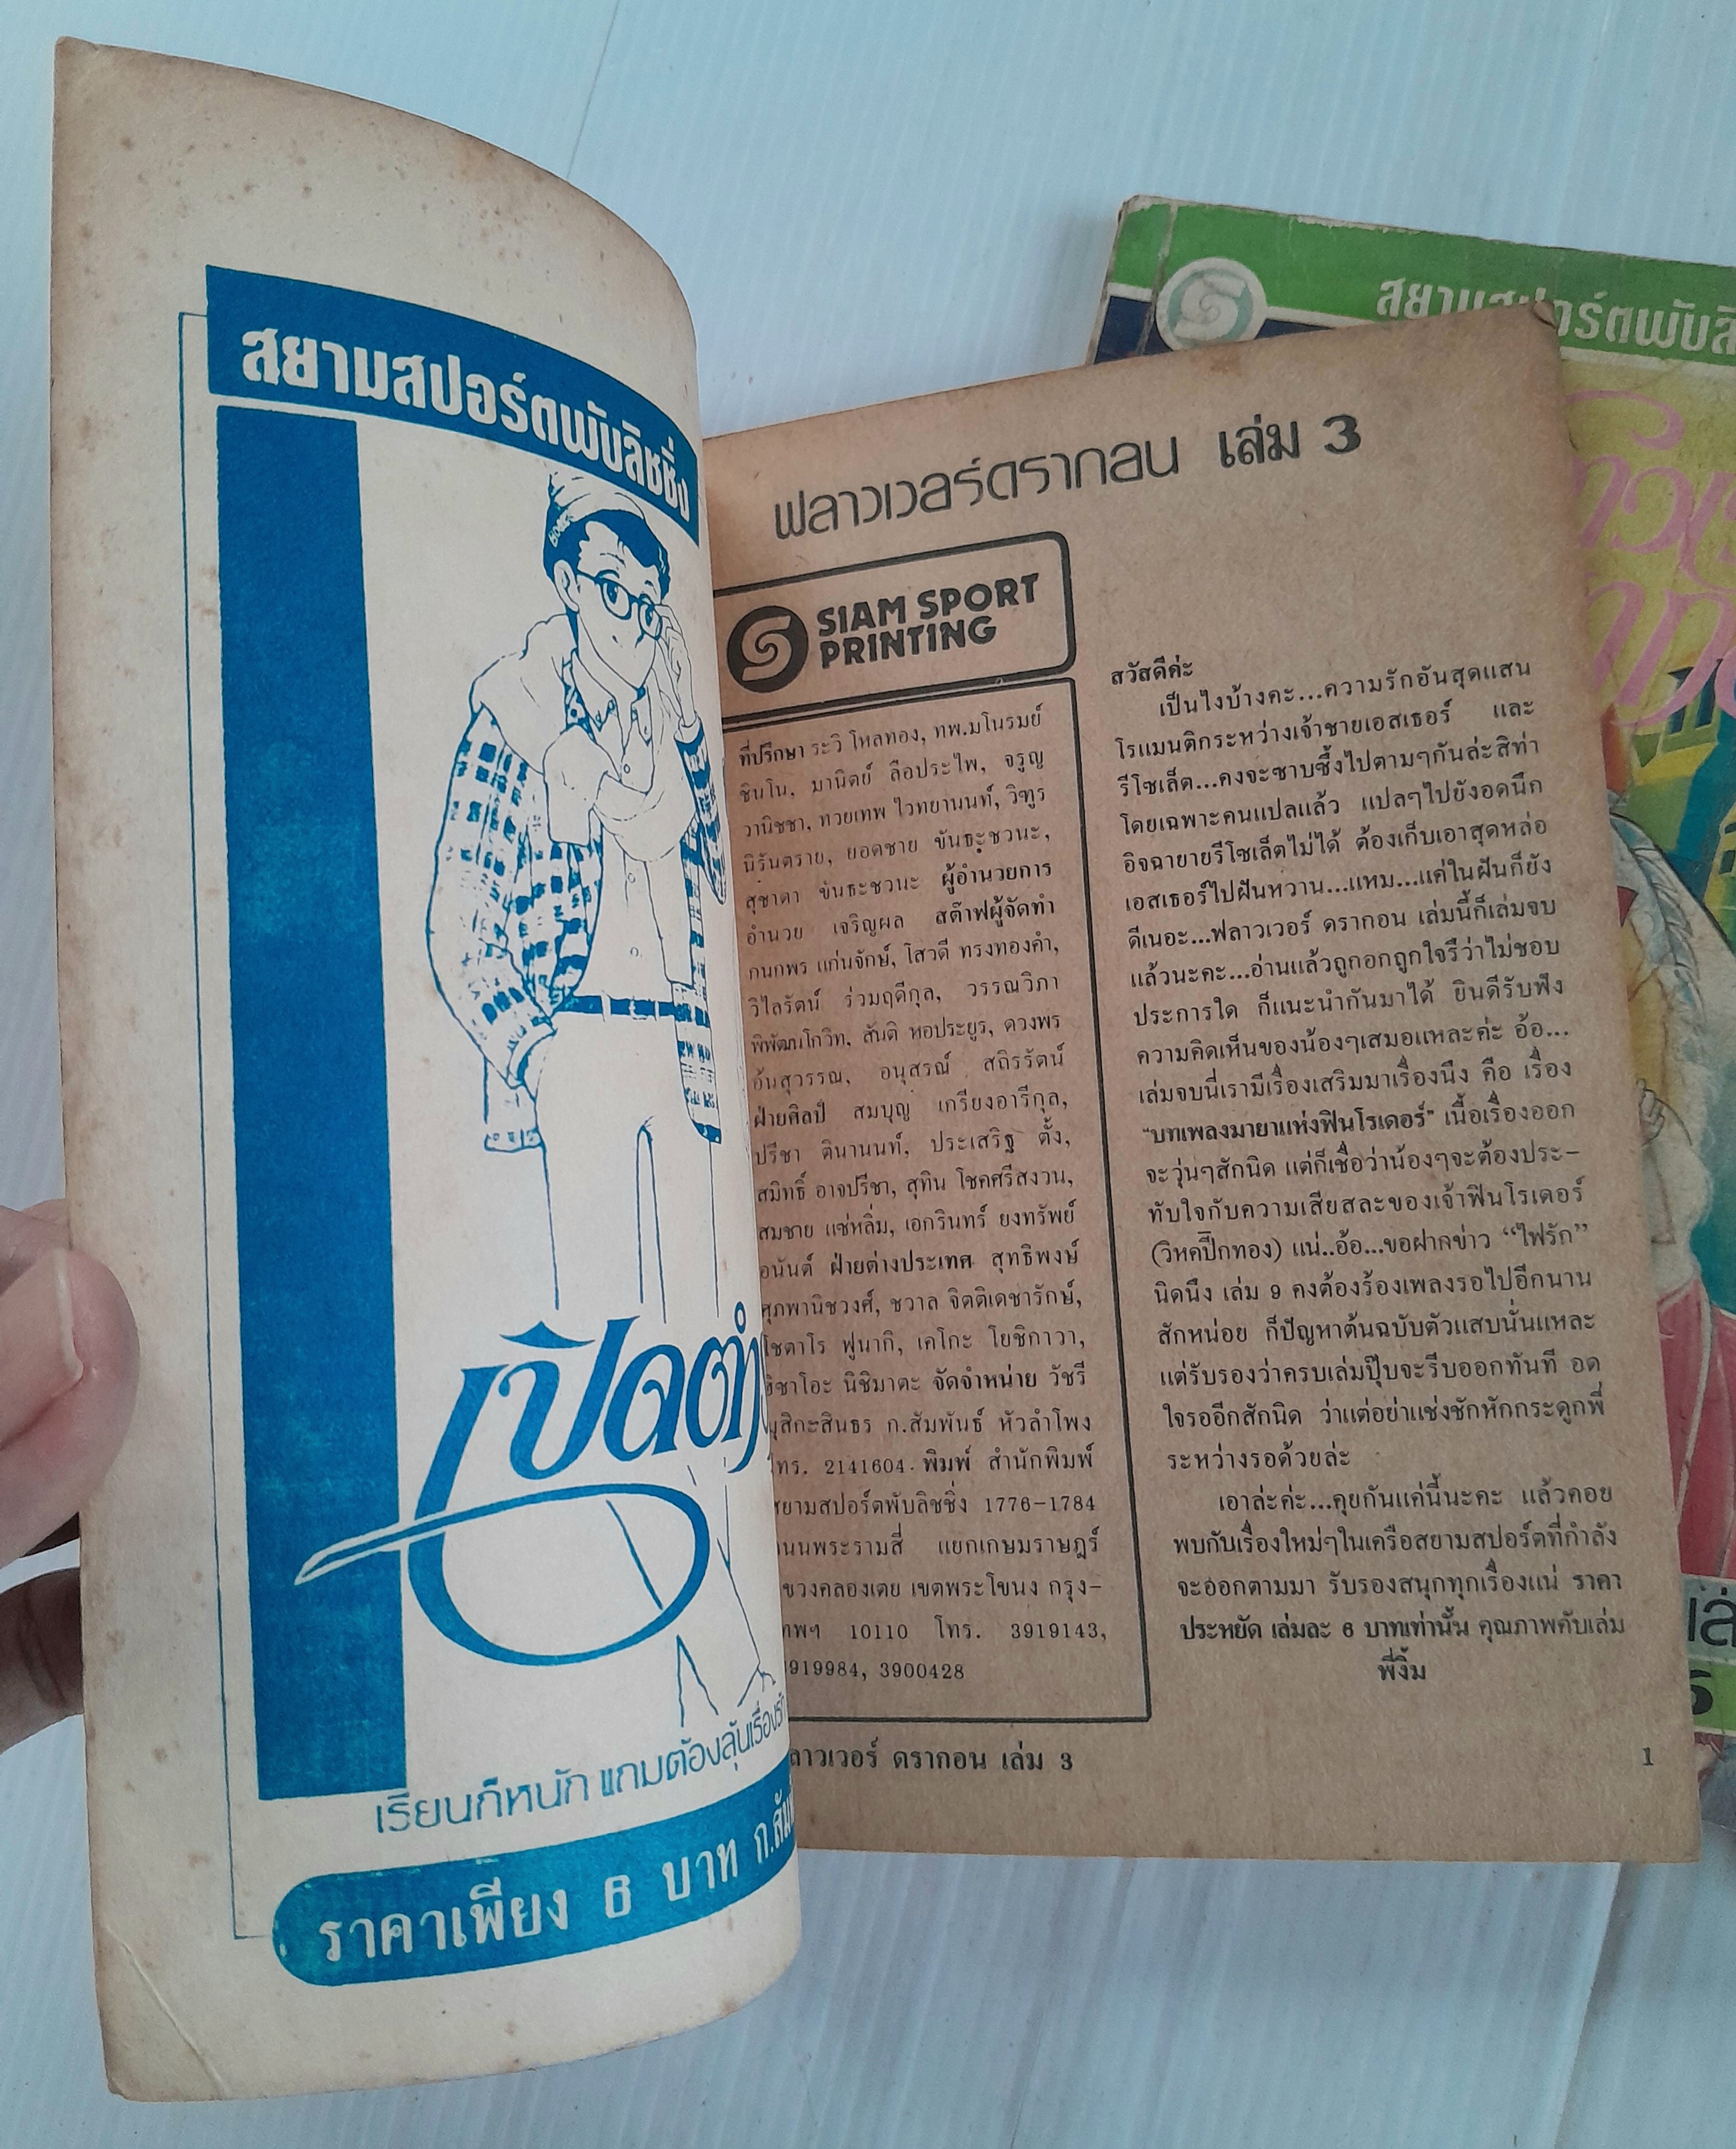 สยามสปอร์ตพับลิชชิ่ง
เปิดตำ
เรียนก็หนัก แถมต้องลุ้นเรื่องรัก
ราคาเพียง 6 บาท ก.สัม
ฟลาวเวอร์ดรากอน เล่ม 3
SIAM SPORT
PRINTING
ที่ปรึกษา ระวิ โหลทอง, ทพ.มโนรมย์
ชินโน, มานิตย์ ลือประไพ, จรูญ
วานิชชา, ทวยเทพ ไวทยานนท์, วิฑูร
นิรันตราย, ยอดชาย ขันธะชวนะ,
สุชาดา ขันธะชวนะ ผู้อำนวยการ
อำนวย เจริญผล สต๊าฟผู้จัดทำ
กนกพร แก่นจักษ์, โสวดี ทรงทองคำ,
วิไลรัตน์ ร่วมฤดีกุล, วรรณวิภา
พิพัฒนโกวิท, สันติ หอประยูร, ดวงพร
อ้นสุวรรณ, อนุสรณ์ สถิรรัตน์
ฝ่ายศิลป์ สมบุญ เกรียงอารีกุล,
ปรีชา ตินานนท์, ประเสริฐ ตั้ง,
สมิทธิ์ อาจปรีชา, สุทิน โชคศรีสงวน,
สมชาย แซ่หลิ่ม, เอกรินทร์ ยงทรัพย์
อนันต์ ฝ่ายต่างประเทศ สุทธิพงษ์
ศุภพานิชวงศ์, ชวาล จิตติเดชารักษ์,
โชตาโร ฟูนากิ, เคโกะ โยชิกาวา,
ฮิซาโอะ นิชิมาตะ จัดจำหน่าย วัชรี
มุสิกะสินธร ก.สัมพันธ์ หัวลำโพง
โทร. 2141604. พิมพ์ สำนักพิมพ์
สยามสปอร์ตพับลิชชิ่ง 1776-1784
ถนนพระรามสี่ แยกเกษมราษฎร์
แขวงคลองเตย เขตพระโขนง กรุง-
เทพฯ 10110 โทร. 3919143,
919984, 3900428
สวัสดีค่ะ
เป็นไงบ้างคะ...ความรักอันสุดแสน
โรแมนติกระหว่างเจ้าชายเอสเธอร์ และ
รีโซเล็ต...คงจะซาบซึ้งไปตามๆกันล่ะสิท่า
โดยเฉพาะคนแปลแล้ว แปลๆไปยังอดนึก
อิจฉายายรีโซเล็ตไม่ได้ ต้องเก็บเอาสุดหล่อ
เอสเธอร์ไปฝันหวาน...แหม...แค่ในฝันก็ยัง
ดีเนอะ...ฟลาวเวอร์ ดรากอน เล่มนี้ก็เล่มจบ
แล้วนะคะ...อ่านแล้วถูกอกถูกใจรึว่าไม่ชอบ
ประการใด ก็แนะนำกันมาได้ ยินดีรับฟัง
ความคิดเห็นของน้องๆเสมอแหละค่ะ อ้อ...
เล่มจบนี่เรามีเรื่องเสริมมาเรื่องนึง คือ เรื่อง
“บทเพลงมายาแห่งฟินโรเดอร์” เนื้อเรื่องออก
จะวุ่นๆสักนิด แต่ก็เชื่อว่าน้องๆจะต้องประ-
ทับใจกับความเสียสละของเจ้าฟินโรเดอร์
(วิหคปีกทอง) แน่..อ้อ...ขอฝากข่าว “ไฟรัก”
นิดนึง เล่ม 9 คงต้องร้องเพลงรอไปอีกนาน
สักหน่อย ก็ปัญหาต้นฉบับตัวแสบนั่นแหละ
แต่รับรองว่าครบเล่มปุ๊บจะรีบออกทันที อด
ใจรออีกสักนิด ว่าแต่อย่าแช่งชักหักกระดูกพี่
ระหว่างรอด้วยล่ะ
เอาล่ะค่ะ...คุยกันแค่นี้นะคะ แล้วคอย
พบกับเรื่องใหม่ๆในเครือสยามสปอร์ตที่กำลัง
จะออกตามมา รับรองสนุกทุกเรื่องแน่ ราคา
ประหยัด เล่มละ 6 บาทเท่านั้น คุณภาพคับเล่ม
พี่งิ้ม
ลาวเวอร์ ดรากอน เล่ม 3
1